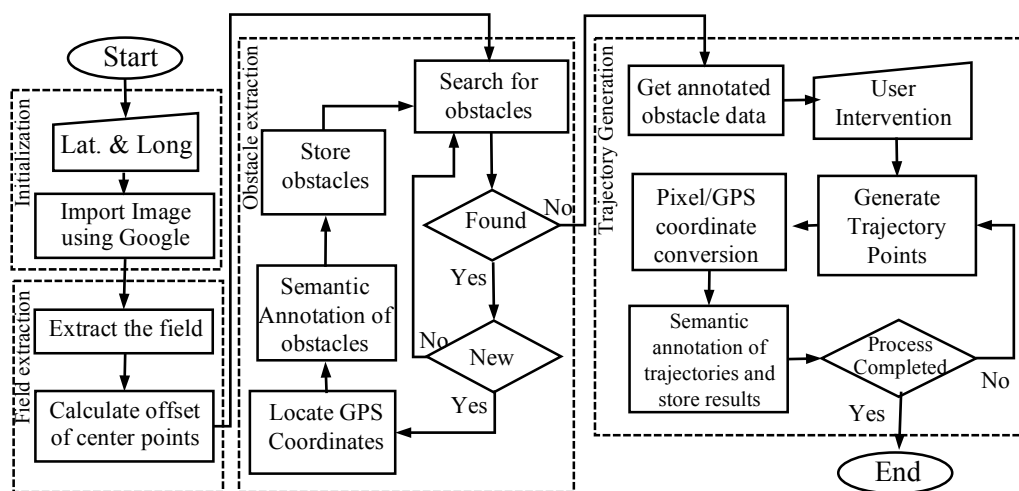 Start
Initialization
Lat. & Long
Import Image
using Google
Field extraction
Extract the field
Calculate offset
of center points
Obstacle extraction
Search for
obstacles
Found
No
Yes
New
No
Yes
Locate GPS
Coordinates
Semantic
Annotation of
obstacles
Store
obstacles
Trajectory Generation
Get annotated
obstacle data
User
Intervention
Generate
Trajectory
Points
Pixel/GPS
coordinate
conversion
Semantic
annotation of
trajectories and
store results
Process
Completed
No
Yes
End